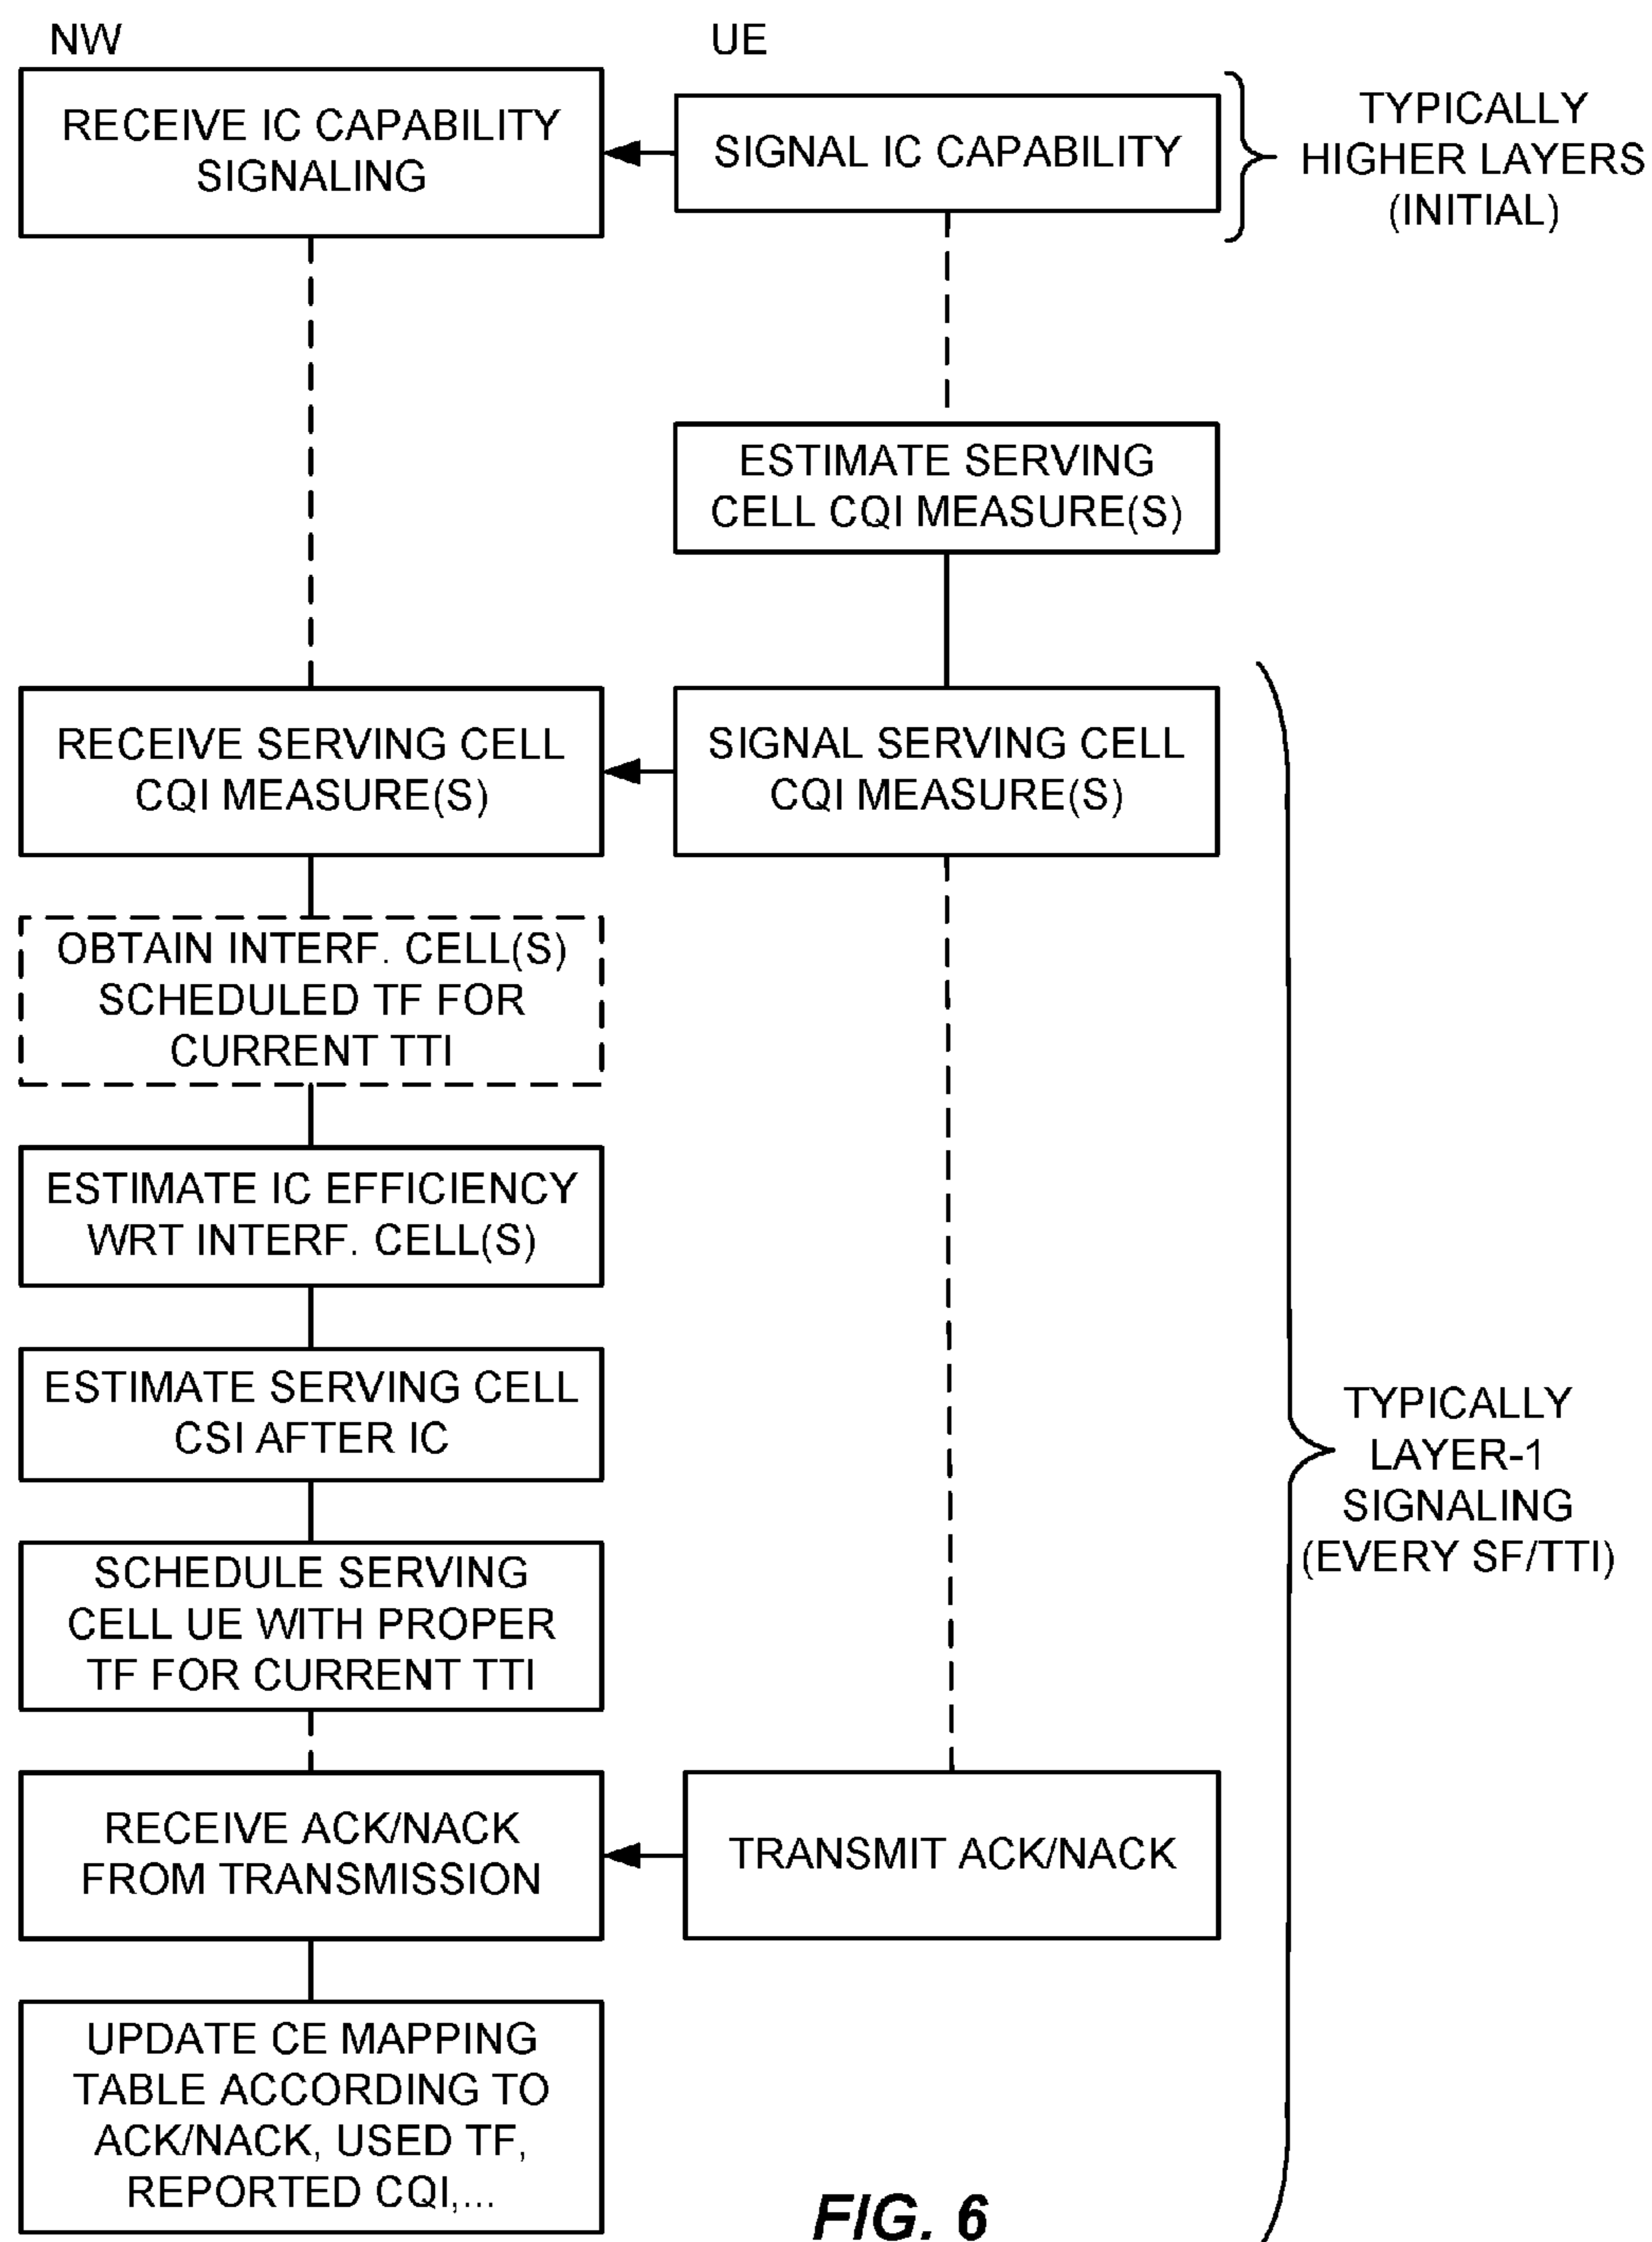 NW
UE
RECEIVE IC CAPABILITY
SIGNALING
SIGNAL IC CAPABILITY
TYPICALLY
HIGHER LAYERS
(INITIAL)
ESTIMATE SERVING
CELL CQI MEASURE(S)
RECEIVE SERVING CELL
CQI MEASURE(S)
SIGNAL SERVING CELL
CQI MEASURE(S)
OBTAIN INTERF. CELL(S)
SCHEDULED TF FOR
CURRENT TTI
ESTIMATE IC EFFICIENCY
WRT INTERF. CELL(S)
ESTIMATE SERVING CELL
CSI AFTER IC
TYPICALLY
LAYER-1
SIGNALING
(EVERY SF/TTI)
SCHEDULE SERVING
CELL UE WITH PROPER
TF FOR CURRENT TTI
RECEIVE ACK/NACK
FROM TRANSMISSION
TRANSMIT ACK/NACK
UPDATE CE MAPPING
TABLE ACCORDING TO
ACK/NACK, USED TF,
REPORTED CQI,...
FIG. 6